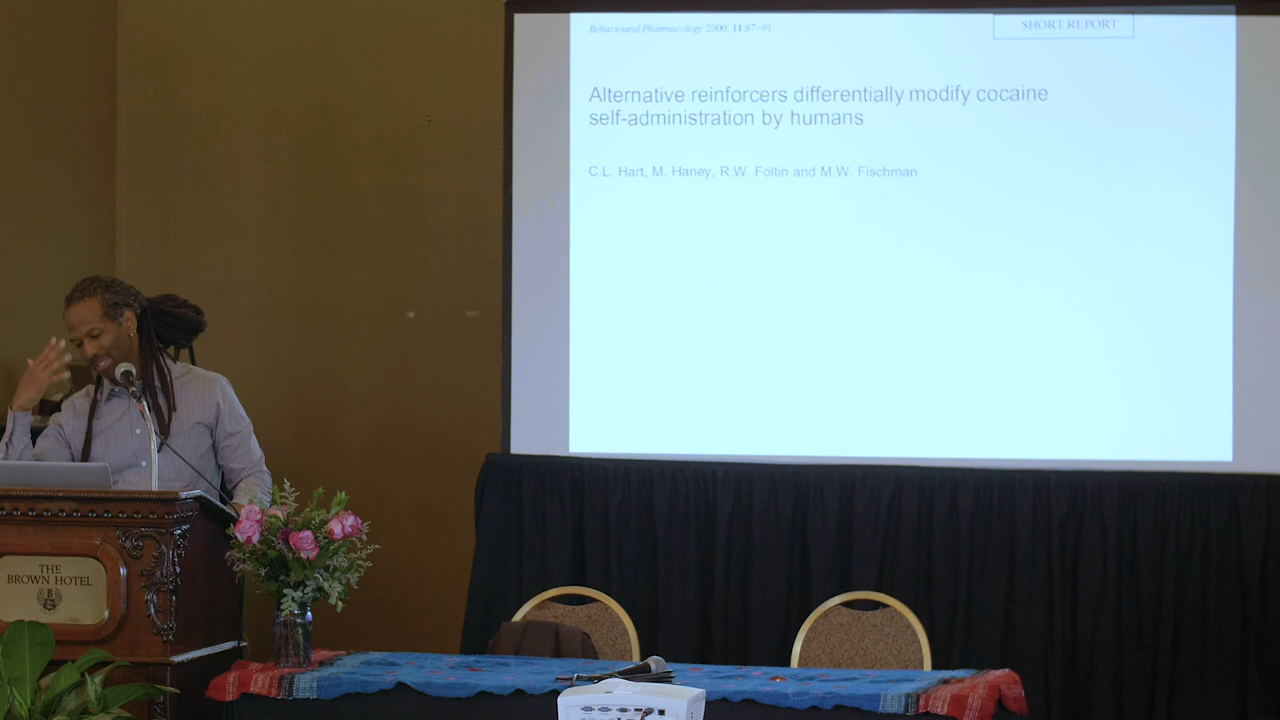 Behavioural Pharmacology 2000; 11:87–91
SHORT REPORT
Alternative reinforcers differentially modify cocaine
self-administration by humans
C.L. Hart, M. Haney, R.W. Foltin and M.W. Fischman
THE
BROWN HOTEL
B